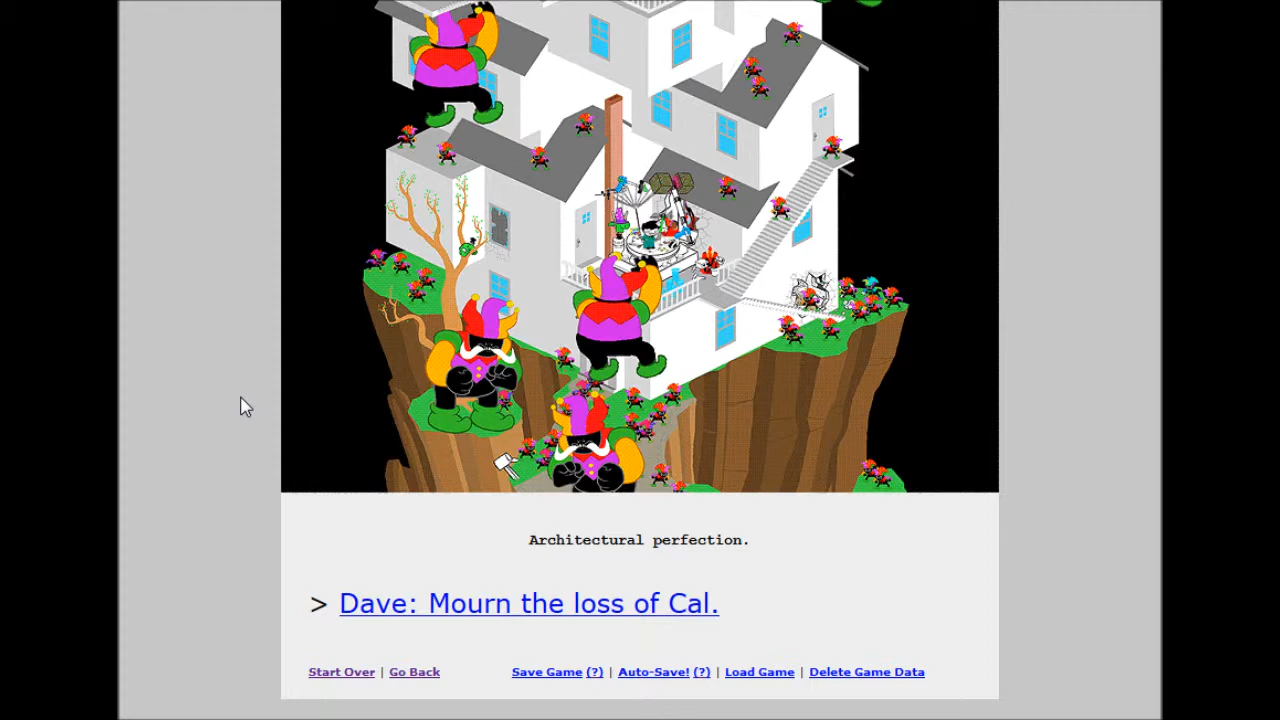 Architectural perfection.
> Dave: Mourn the loss of Cal.
Start Over | Go Back Save Game (?) | Auto-Save! (?) | Load Game | Delete Game Data